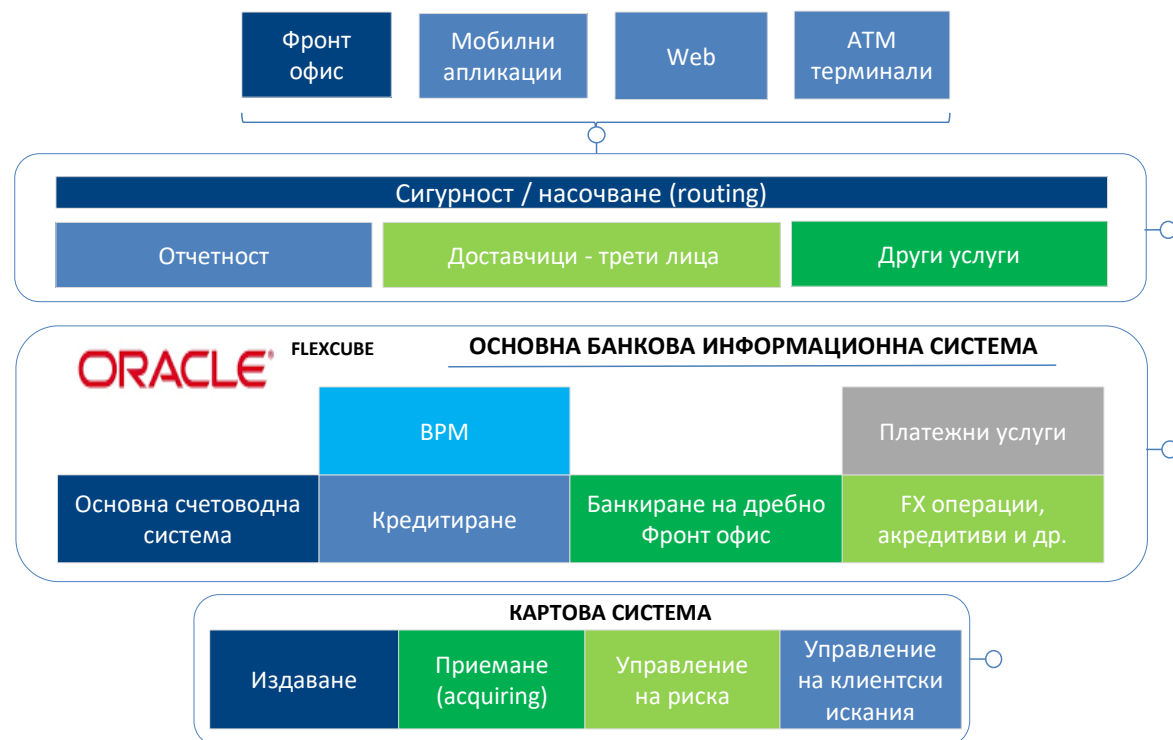 Фронт
офис
Мобилни
апликации
Web
АТМ
терминали
Сигурност / насочване (routing)
Отчетност
Доставчици - трети лица
Други услуги
ORACLE®
FLEXCUBE
ОСНОВНА БАНКОВА ИНФОРМАЦИОННА СИСТЕМА
BPM
Платежни услуги
Основна счетоводна
система
Кредитиране
Банкиране на дребно
Фронт офис
FX операции,
акредитиви и др.
КАРТОВА СИСТЕМА
Издаване
Приемане
(acquiring)
Управление
на риска
Управление
на клиентски
искания